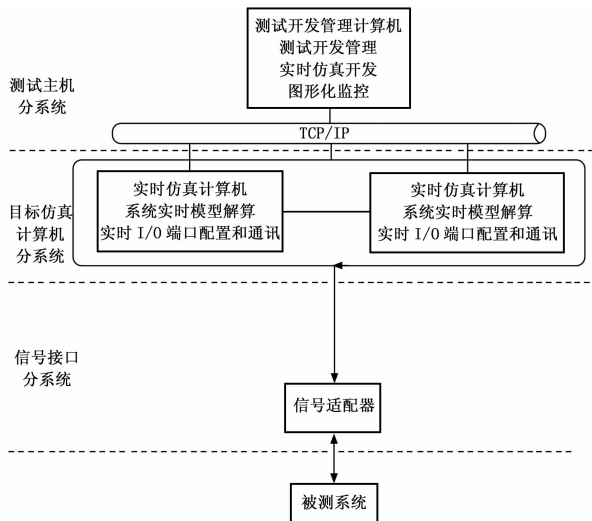 测试开发管理计算机
测试开发管理
实时仿真开发
图形化监控
测试主机
分系统
TCP/IP
目标仿真
计算机
分系统
实时仿真计算机
系统实时模型解算
实时 I/O 端口配置和通讯
实时仿真计算机
系统实时模型解算
实时 I/O 端口配置和通讯
信号接口
分系统
信号适配器
被测系统